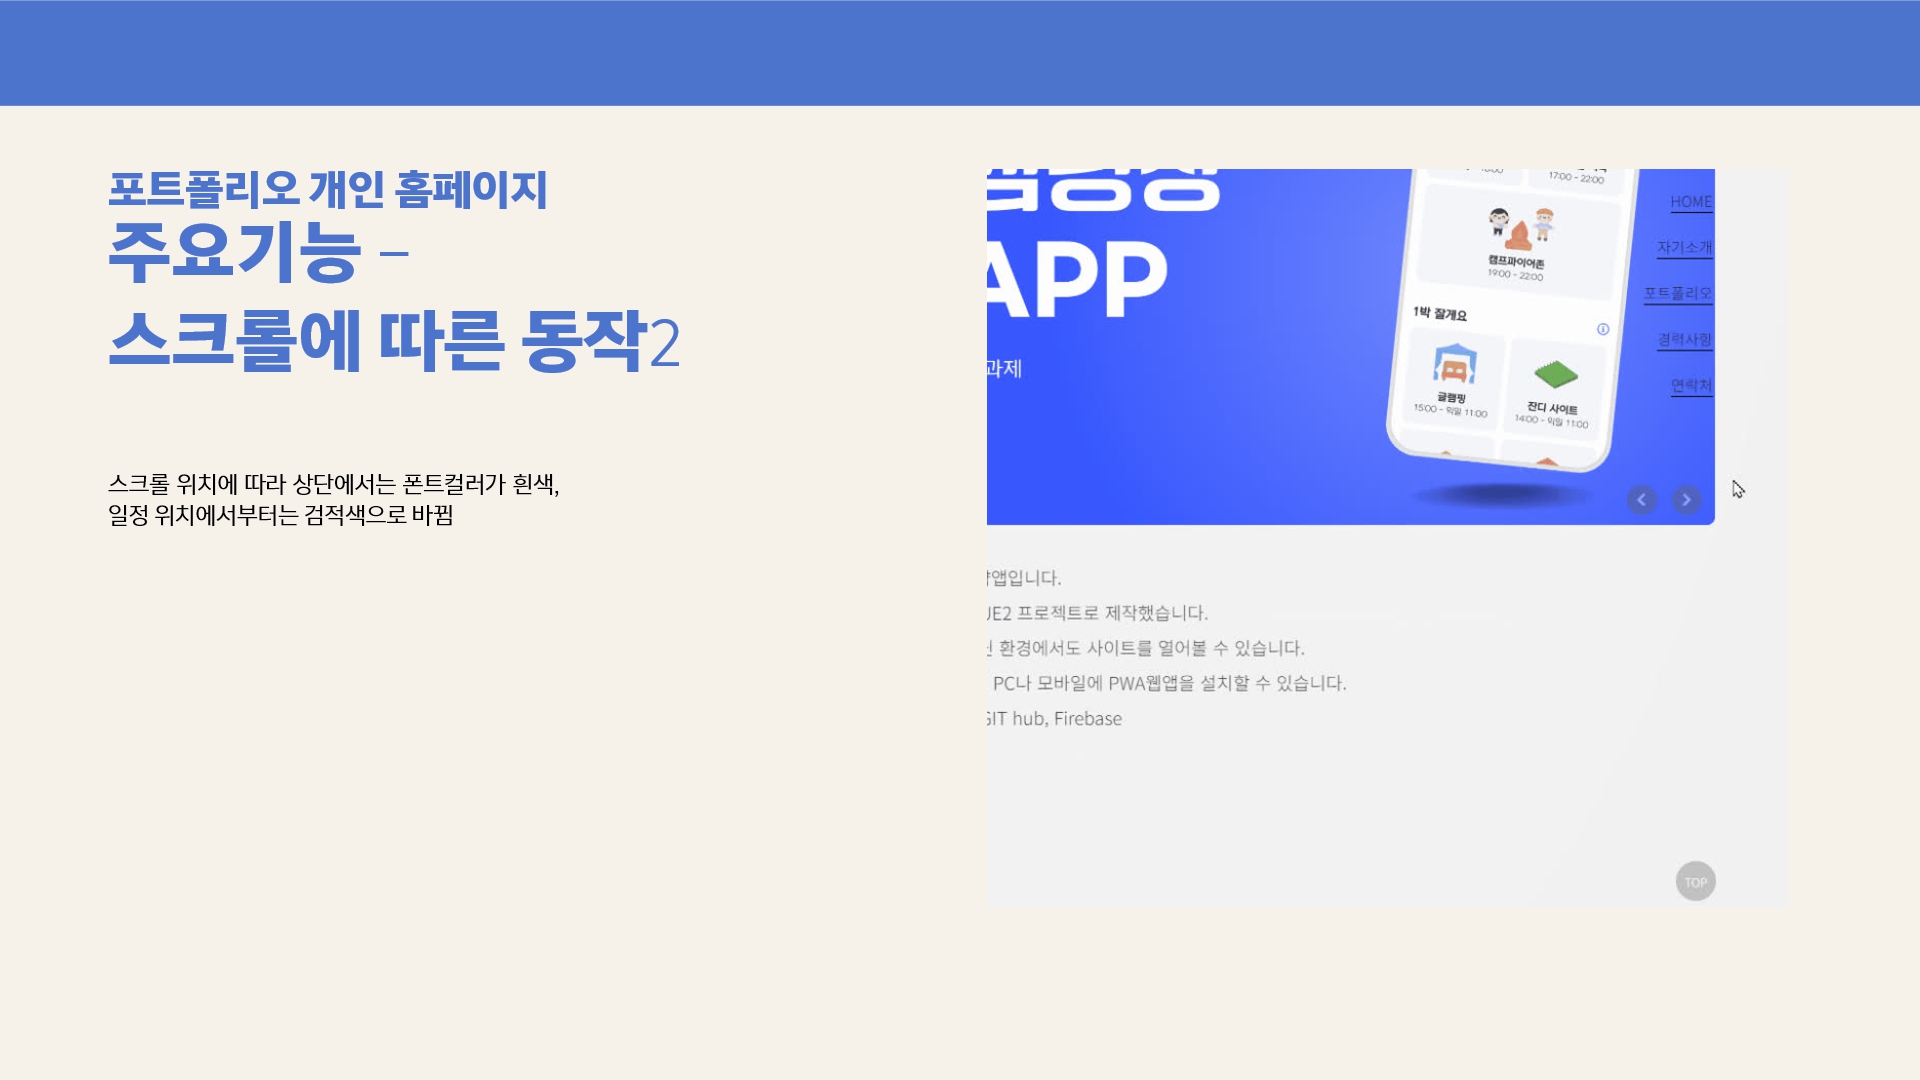 포트폴리오 개인 홈페이지
주요기능 –
스크롤에 따른 동작2
스크롤 위치에 따라 상단에서는 폰트컬러가 흰색,
일정 위치에서부터는 검적색으로 바뀜
APP
과제
17:00 ~ 22:00
캠프파이어존
19:00 ~ 22:00
1박 잘게요
글램핑
15:00 ~ 익일 11:00
잔디 사이트
14:00 ~ 익일 11:00
HOME
자기소개
포트폴리오
경력사항
연락처
앱입니다.
JE2 프로젝트로 제작했습니다.
환경에서도 사이트를 열어볼 수 있습니다.
PC나 모바일에 PWA웹앱을 설치할 수 있습니다.
GIT hub, Firebase
TOP